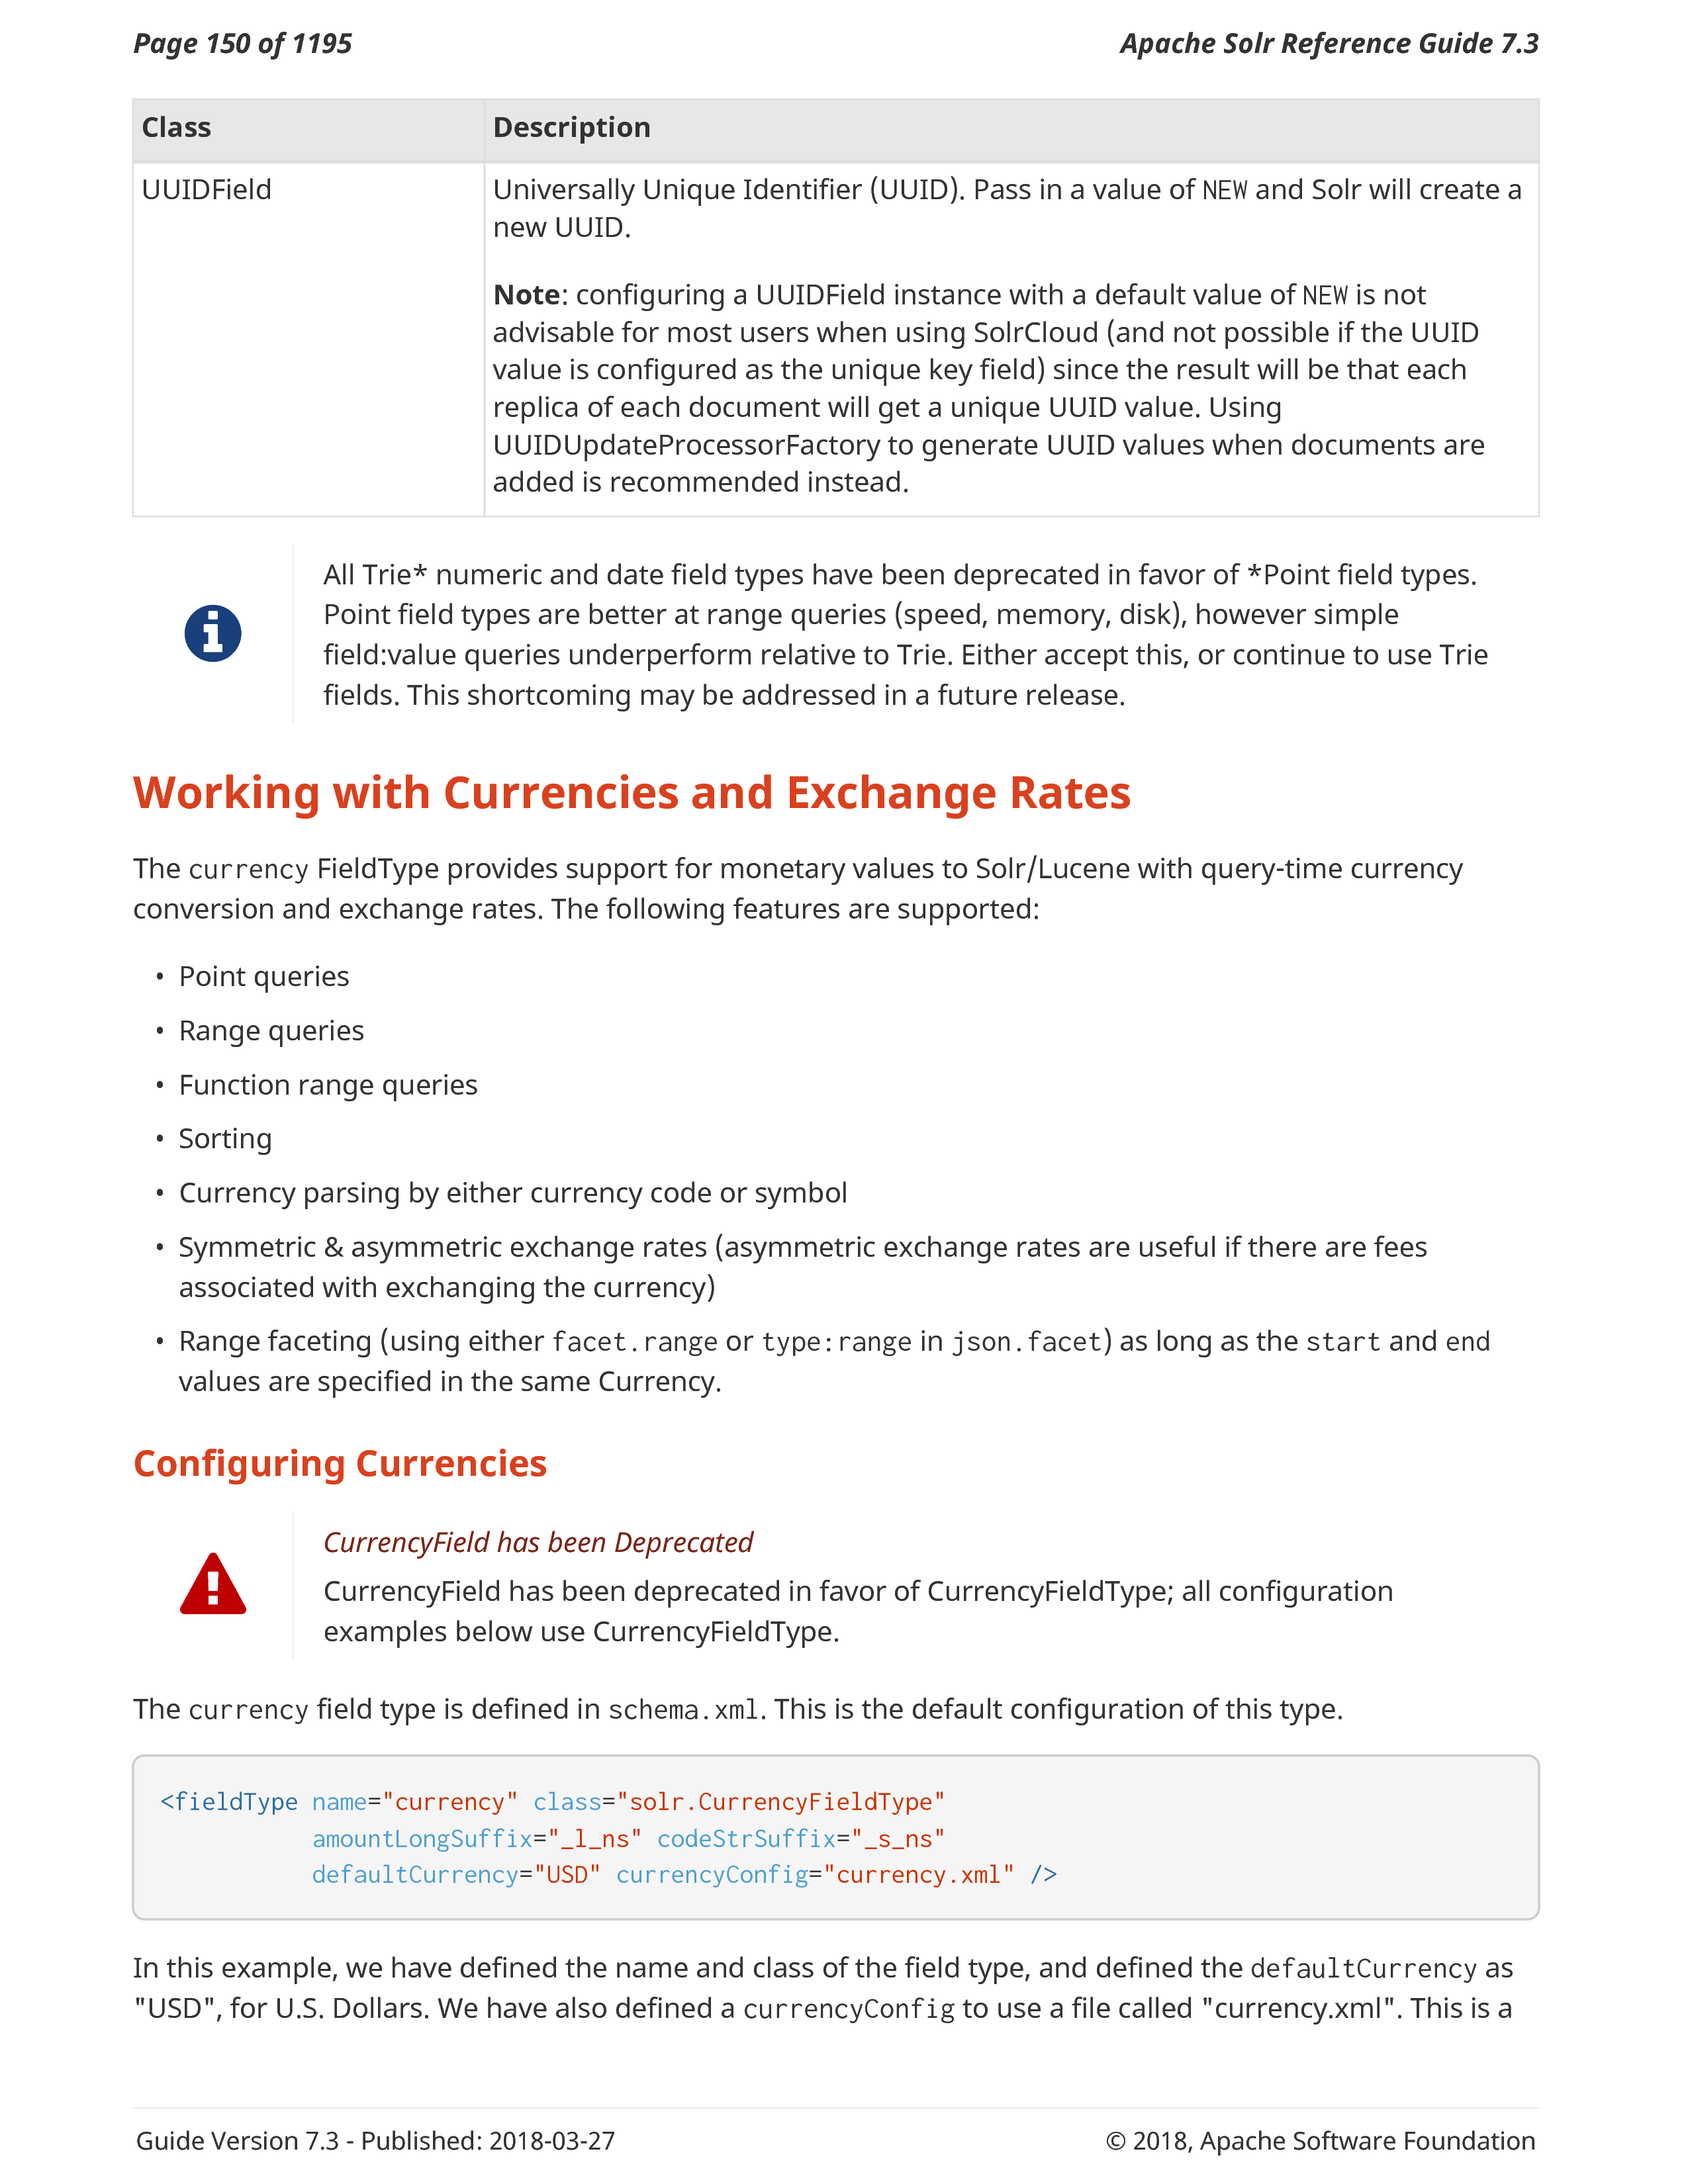 Page 150 of 1195
Apache Solr Reference Guide 7.3
Class
Description
UUIDField
Universally Unique Identifier (UUID). Pass in a value of NEW and Solr will create a
new UUID.
Note: configuring a UUIDField instance with a default value of NEW is not
advisable for most users when using SolrCloud (and not possible if the UUID
value is configured as the unique key field) since the result will be that each
replica of each document will get a unique UUID value. Using
UUIDUpdateProcessorFactory to generate UUID values when documents are
added is recommended instead.
All Trie* numeric and date field types have been deprecated in favor of *Point field types.
Point field types are better at range queries (speed, memory, disk), however simple
field:value queries underperform relative to Trie. Either accept this, or continue to use Trie
fields. This shortcoming may be addressed in a future release.
Working with Currencies and Exchange Rates
The currency FieldType provides support for monetary values to Solr/Lucene with query-time currency
conversion and exchange rates. The following features are supported:
• Point queries
• Range queries
• Function range queries
• Sorting
• Currency parsing by either currency code or symbol
• Symmetric & asymmetric exchange rates (asymmetric exchange rates are useful if there are fees
associated with exchanging the currency)
• Range faceting (using either facet.range or type:range in json.facet) as long as the start and end
values are specified in the same Currency.
Configuring Currencies
CurrencyField has been Deprecated
CurrencyField has been deprecated in favor of CurrencyFieldType; all configuration
examples below use CurrencyFieldType.
The currency field type is defined in schema.xml. This is the default configuration of this type.
<fieldType name="currency" class="solr.CurrencyFieldType"
amountLongSuffix="_l_ns" codeStrSuffix="_s_ns"
defaultCurrency="USD" currencyConfig="currency.xml" />
In this example, we have defined the name and class of the field type, and defined the defaultCurrency as
"USD", for U.S. Dollars. We have also defined a currencyConfig to use a file called "currency.xml". This is a
Guide Version 7.3 - Published: 2018-03-27
© 2018, Apache Software Foundation